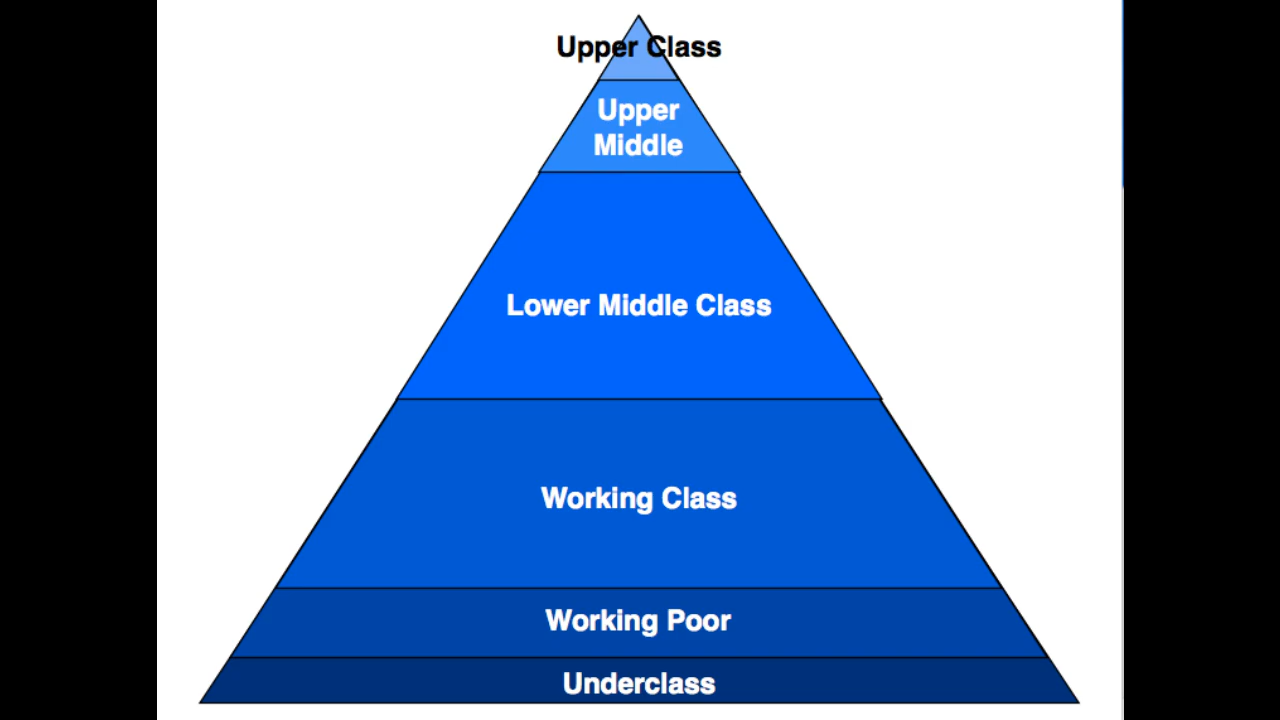 Upper Class
Upper
Middle
Lower Middle Class
Working Class
Working Poor
Underclass